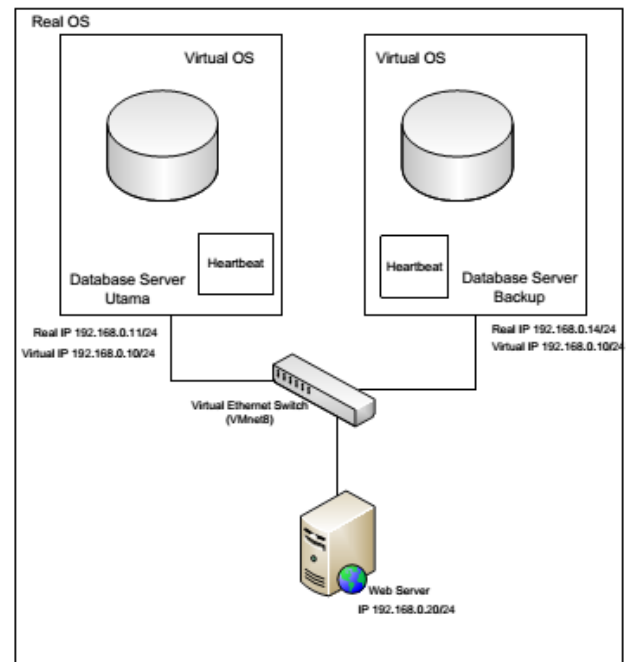 Real OS
Virtual OS
Heartbeat
Database Server
Utama
Virtual OS
Heartbeat
Database Server
Backup
Real IP 192.168.0.11/24
Virtual IP 192.168.0.10/24
Real IP 192.168.0.14/24
Virtual IP 192.168.0.10/24
Virtual Ethernet Switch
(VMnet8)
Web Server
IP 192.168.0.20/24